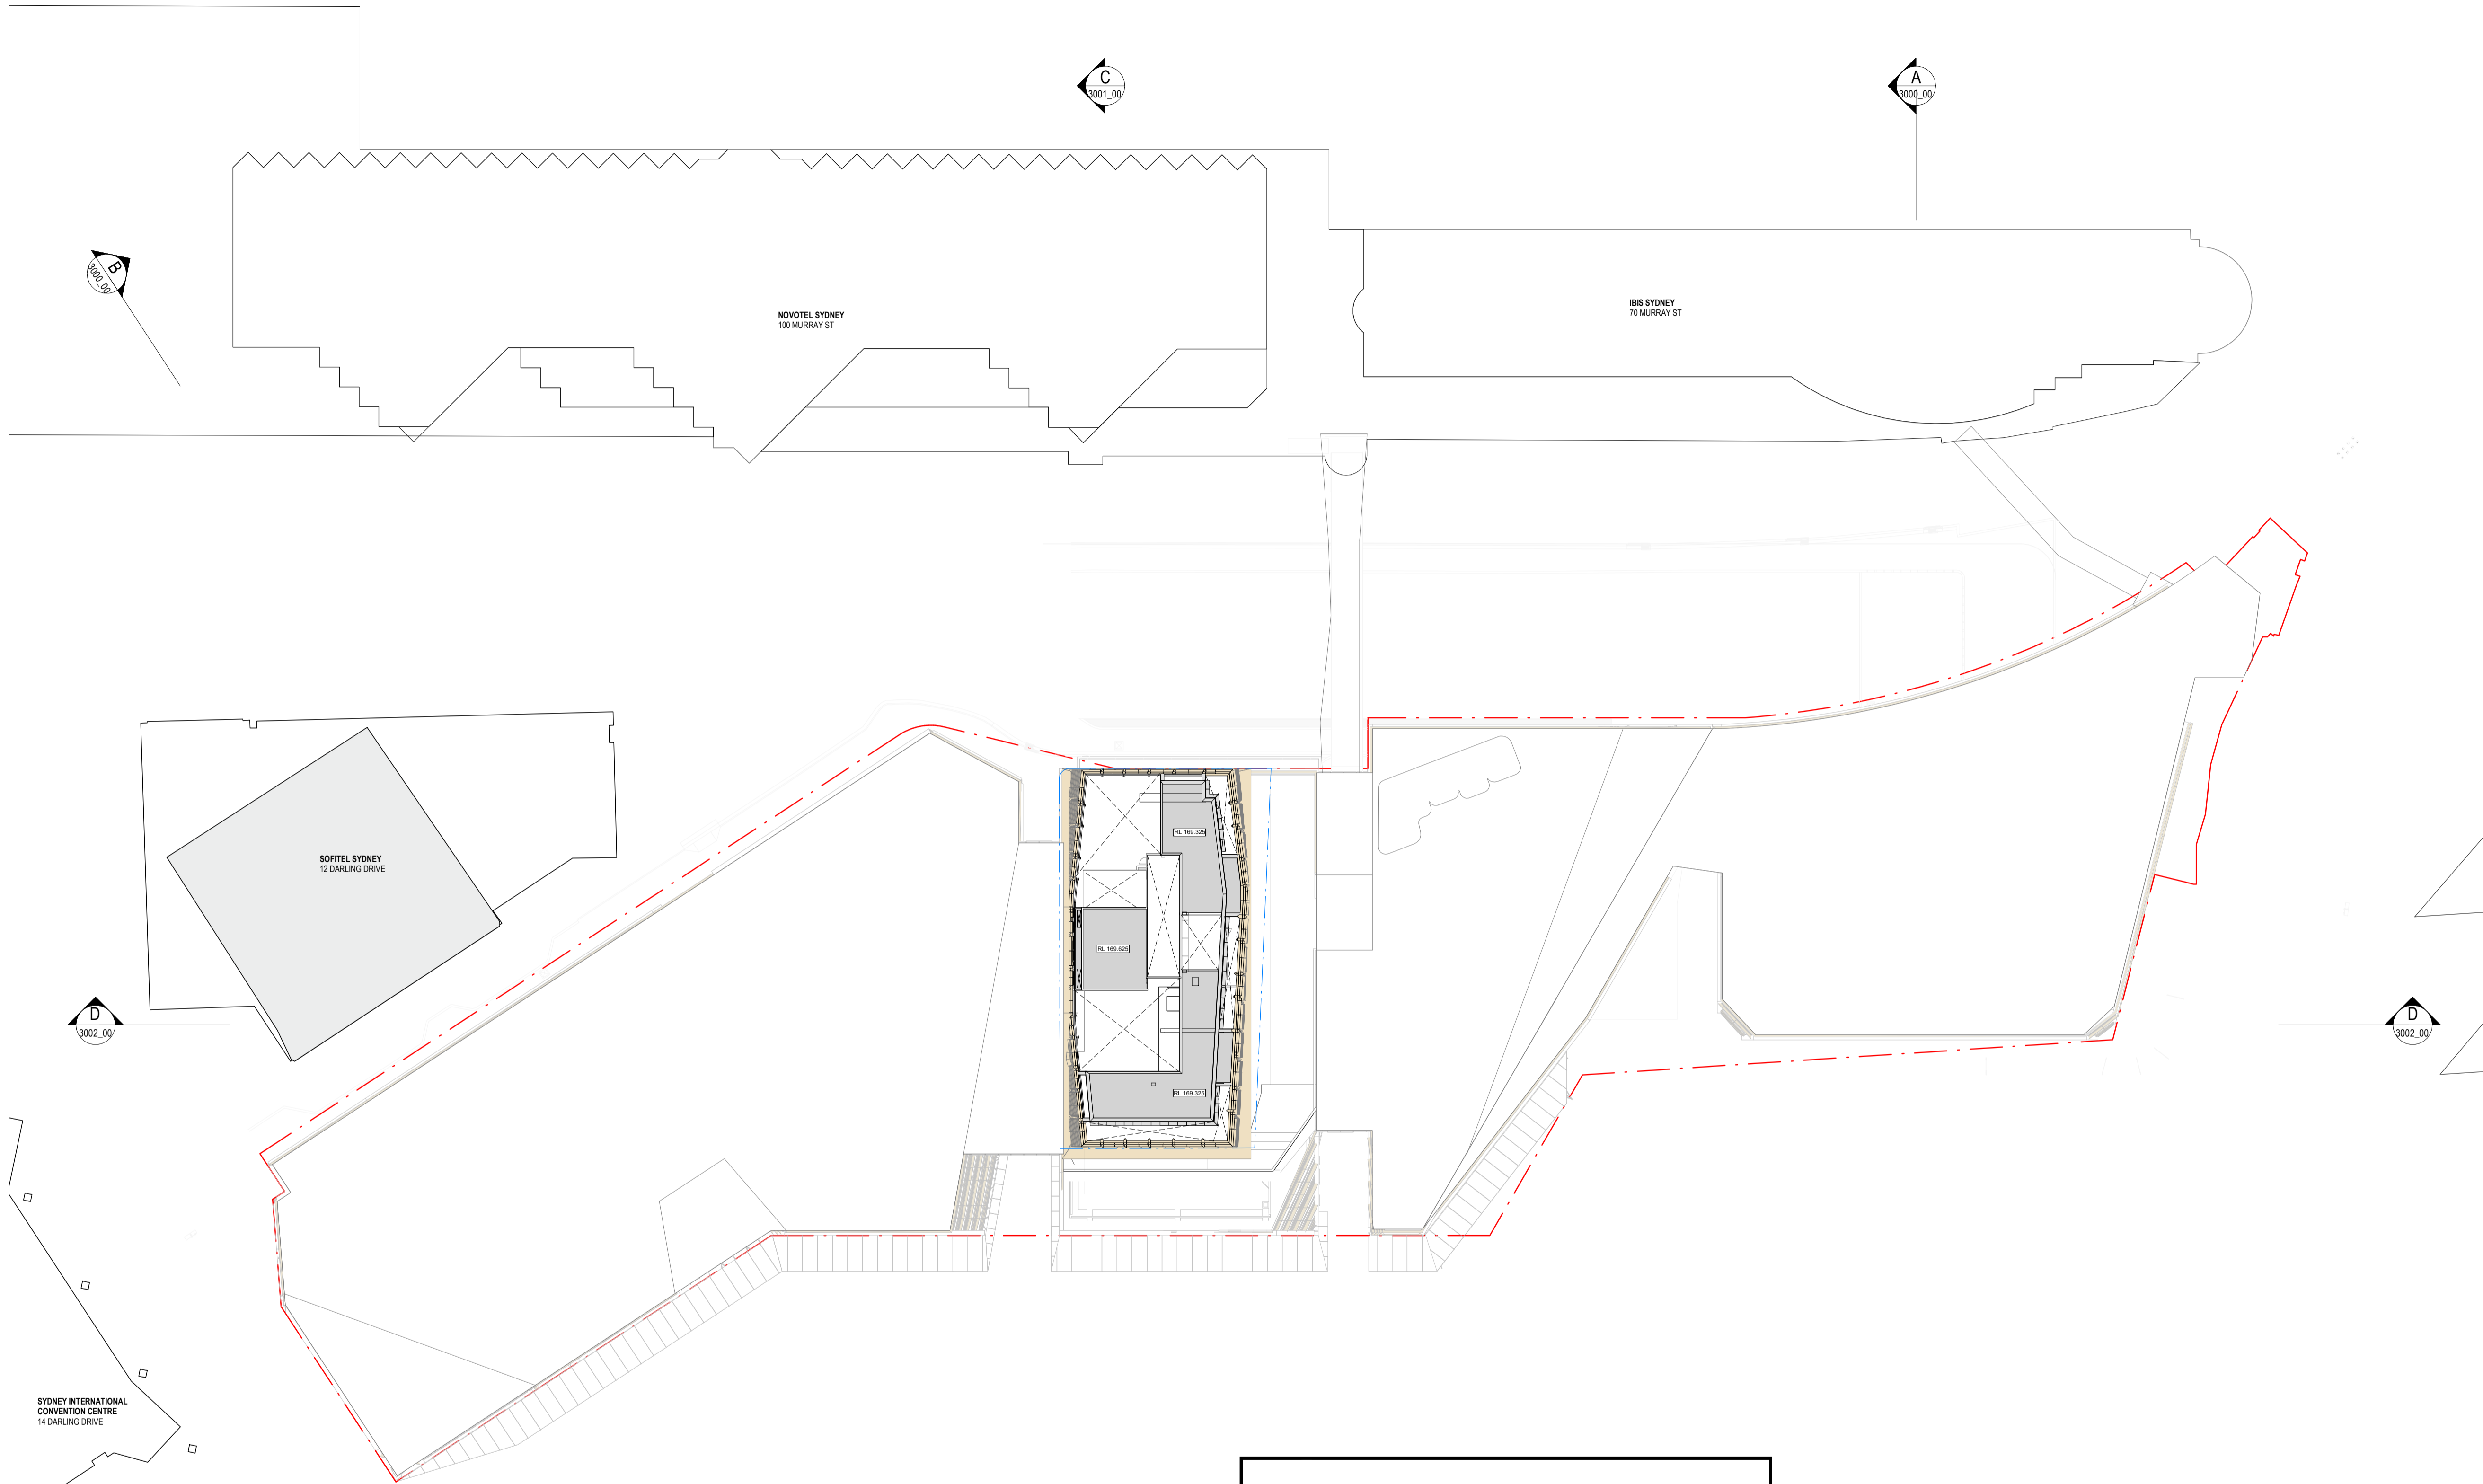 C
3001_00
A
3000_00
B
3000_00
NOVOTEL SYDNEY
100 MURRAY ST
IBIS SYDNEY
70 MURRAY ST
RL 169.325
SOFITEL SYDNEY
12 DARLING DRIVE
RL 169.625
D
3002_00
D
3002_00
RL 169.325
SYDNEY INTERNATIONAL
CONVENTION CENTRE
14 DARLING DRIVE